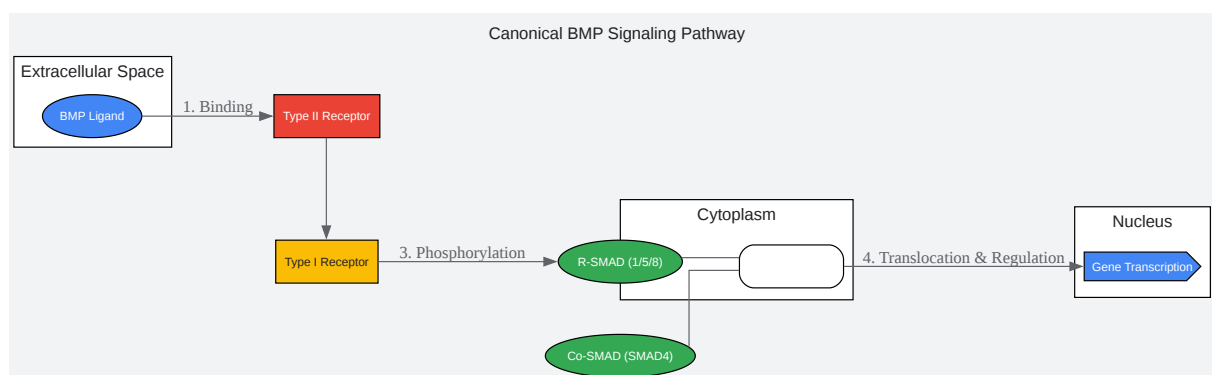 Canonical BMP Signaling Pathway
Extracellular Space
BMP Ligand
1. Binding
Type II Receptor
Type I Receptor
3. Phosphorylation
R-SMAD (1/5/8)
Cytoplasm
Co-SMAD (SMAD4)
4. Translocation & Regulation
Nucleus
Gene Transcription